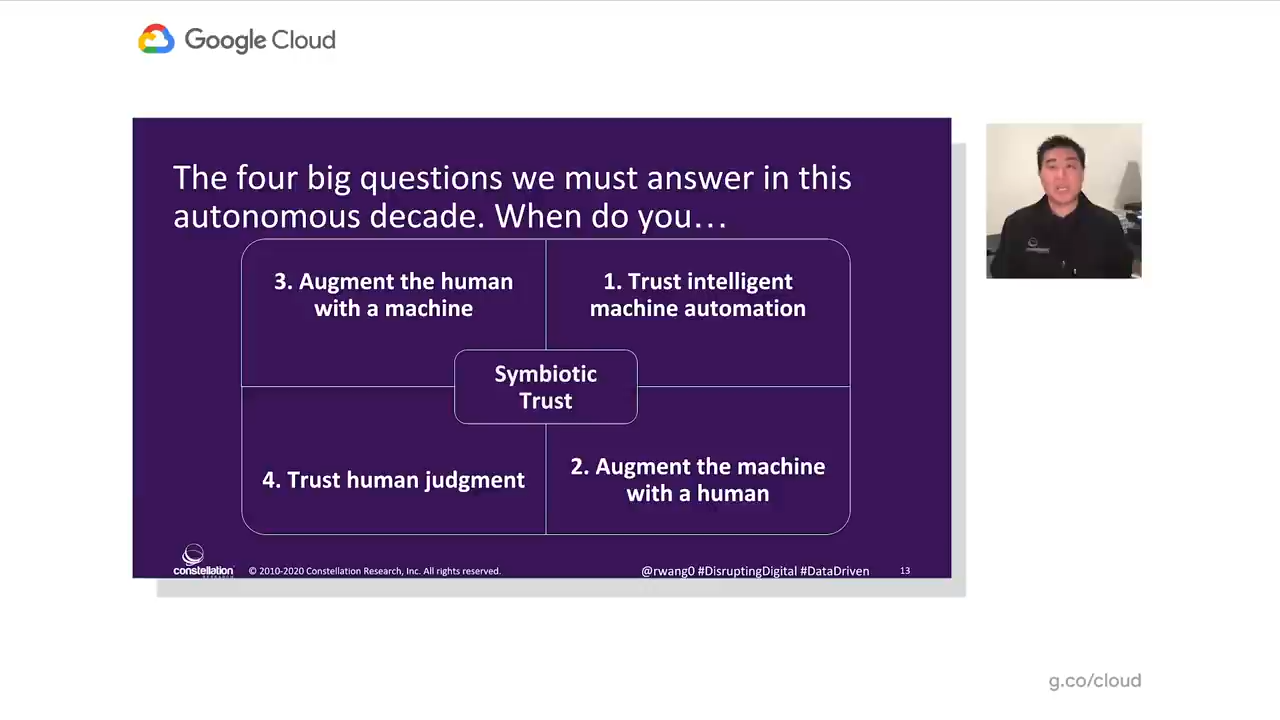 Google Cloud
The four big questions we must answer in this
autonomous decade. When do you…
3. Augment the human
with a machine
1. Trust intelligent
machine automation
Symbiotic
Trust
4. Trust human judgment
2. Augment the machine
with a human
constellation
RESEARCH
© 2010-2020 Constellation Research, Inc. All rights reserved.
@rwang0 #DisruptingDigital #DataDriven
13
g.co/cloud